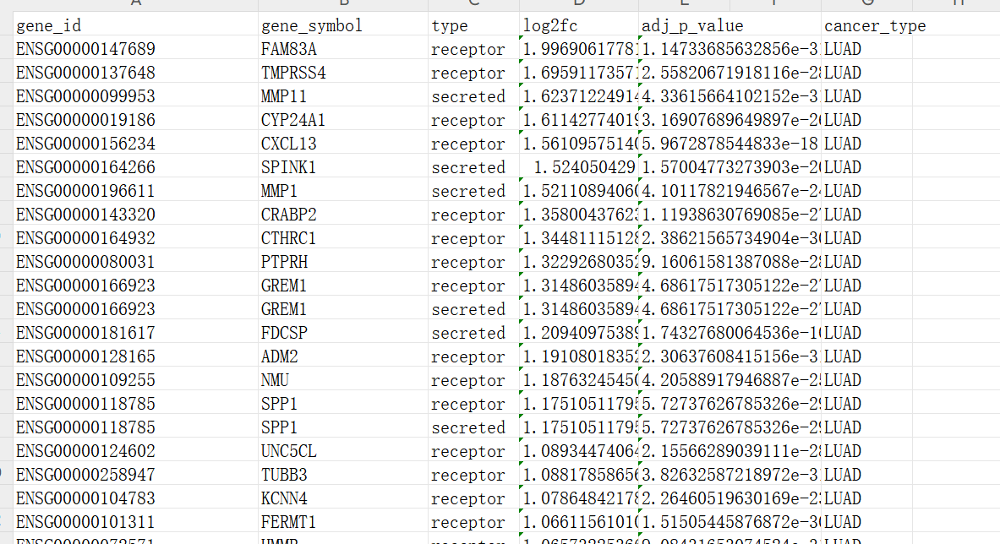 gene_id gene_symbol type log2fc adj_p_value cancer_type
ENSG00000147689 FAM83A receptor 1.9969061778 1.14733685632856e-3 LUAD
ENSG00000137648 TMPRSS4 receptor 1.6959117357 2.55820671918116e-2 LUAD
ENSG00000099953 MMP11 secreted 1.6237122491 4.33615664102152e-3 LUAD
ENSG00000019186 CYP24A1 receptor 1.6114277401 3.16907689649897e-2 LUAD
ENSG00000156234 CXCL13 receptor 1.5610957514 5.9672878544833e-18 LUAD
ENSG00000164266 SPINK1 secreted 1.524050429 1.57004773273903e-2 LUAD
ENSG00000196611 MMP1 secreted 1.5211089406 4.10117821946567e-2 LUAD
ENSG00000143320 CRABP2 receptor 1.3580043762 1.11938630769085e-2 LUAD
ENSG00000164932 CTHRC1 receptor 1.3448111512 2.38621565734904e-3 LUAD
ENSG00000080031 PTPRH receptor 1.3229268035 9.16061581387088e-2 LUAD
ENSG00000166923 GREM1 receptor 1.3148603589 4.68617517305122e-2 LUAD
ENSG00000166923 GREM1 secreted 1.3148603589 4.68617517305122e-2 LUAD
ENSG00000181617 FDCSP secreted 1.2094097538 1.74327680064536e-1 LUAD
ENSG00000128165 ADM2 receptor 1.1910801835 2.30637608415156e-3 LUAD
ENSG00000109255 NMU receptor 1.1876324545 4.20588917946887e-2 LUAD
ENSG00000118785 SPP1 receptor 1.1751051179 5.72737626785326e-2 LUAD
ENSG00000118785 SPP1 secreted 1.1751051179 5.72737626785326e-2 LUAD
ENSG00000124602 UNC5CL receptor 1.0893447406 2.15566289039111e-2 LUAD
ENSG00000258947 TUBB3 receptor 1.0881785865 3.82632587218972e-3 LUAD
ENSG00000104783 KCNN4 receptor 1.0786484217 2.26460519630169e-2 LUAD
ENSG00000101311 FERMT1 receptor 1.0661156101 1.51505445876872e-3 LUAD